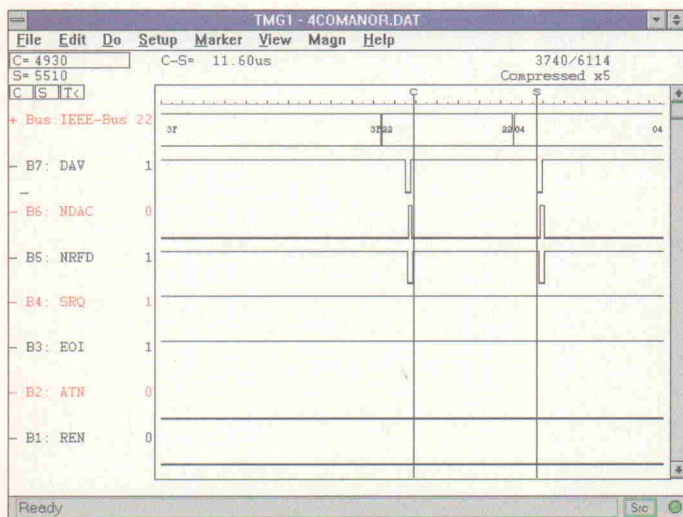 TMG1 - 4COMANOR.DAT
File Edit Do Setup Marker View Magn Help
C= 4930 C-S= 11.60us 3740/6114
S= 5510 Compressed x5
C S T<
C S
+ Bus: IEEE-Bus 22 3F 3F 22 22 04 04
- B7: DAV 1
- B6: NDAC 0
- B5: NRFD 1
- B4: SRQ 1
- B3: EOI 1
- B2: ATN 0
- B1: REN 0
Ready Src